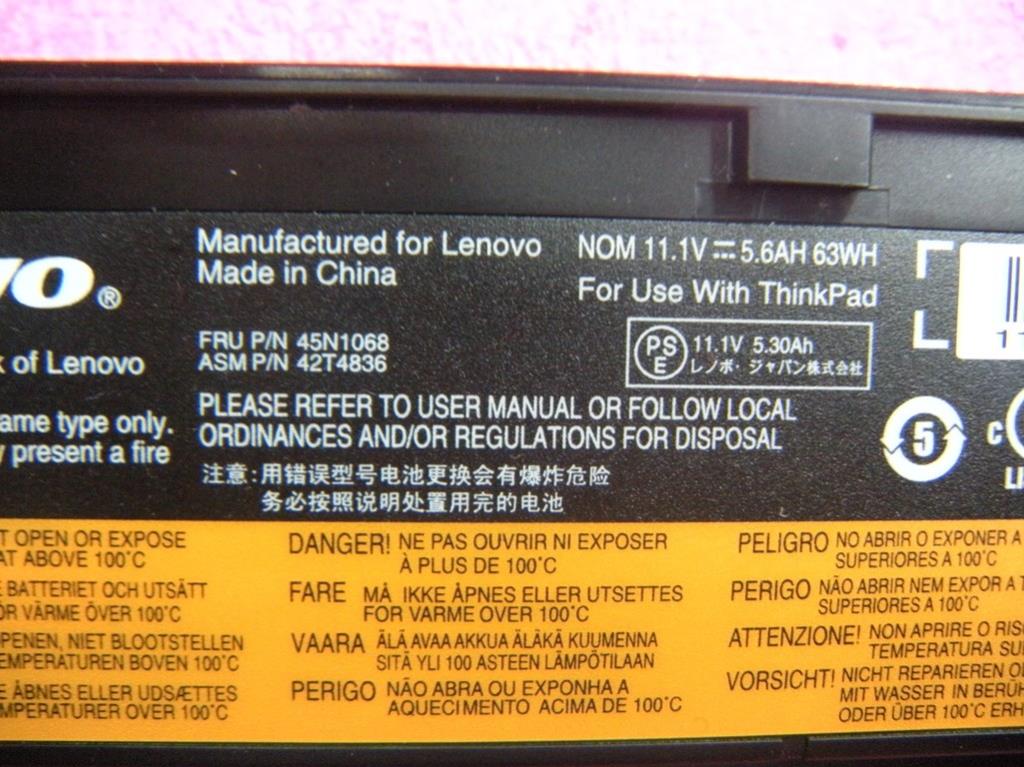 VO®
Manufactured for Lenovo
Made in China
NOM 11.1V ⎓ 5.6AH 63WH
For Use With ThinkPad
FRU P/N 45N1068
ASM P/N 42T4836
PS
E
11.1V 5.30Ah
レノボ・ジャパン株式会社
11
of Lenovo
ame type only.
present a fire
PLEASE REFER TO USER MANUAL OR FOLLOW LOCAL
ORDINANCES AND/OR REGULATIONS FOR DISPOSAL
注意:用错误型号电池更换会有爆炸危险
务必按照说明处置用完的电池
5
C
LI
T OPEN OR EXPOSE
AT ABOVE 100°C
BATTERIET OCH UTSÄTT
ÖR VÄRME ÖVER 100°C
OPENEN, NIET BLOOTSTELLEN
EMPERATUREN BOVEN 100°C
E ÅBNES ELLER UDSÆTTES
MPERATURER OVER 100°C
DANGER! NE PAS OUVRIR NI EXPOSER
À PLUS DE 100°C
FARE MÅ IKKE ÅPNES ELLER UTSETTES
FOR VARME OVER 100°C
VAARA ÄLÄ AVAA AKKUA ÄLÄKÄ KUUMENNA
SITÄ YLI 100 ASTEEN LÄMPÖTILAAN
PERIGO NÃO ABRA OU EXPONHA A
AQUECIMENTO ACIMA DE 100°C
PELIGRO NO ABRIR O EXPONER A
SUPERIORES A 100°C
PERIGO NÃO ABRIR NEM EXPOR A T
SUPERIORES A 100°C
ATTENZIONE! NON APRIRE O RIS
TEMPERATURA SU
VORSICHT! NICHT REPARIEREN O
MIT WASSER IN BERÜH
ODER ÜBER 100°C ERH